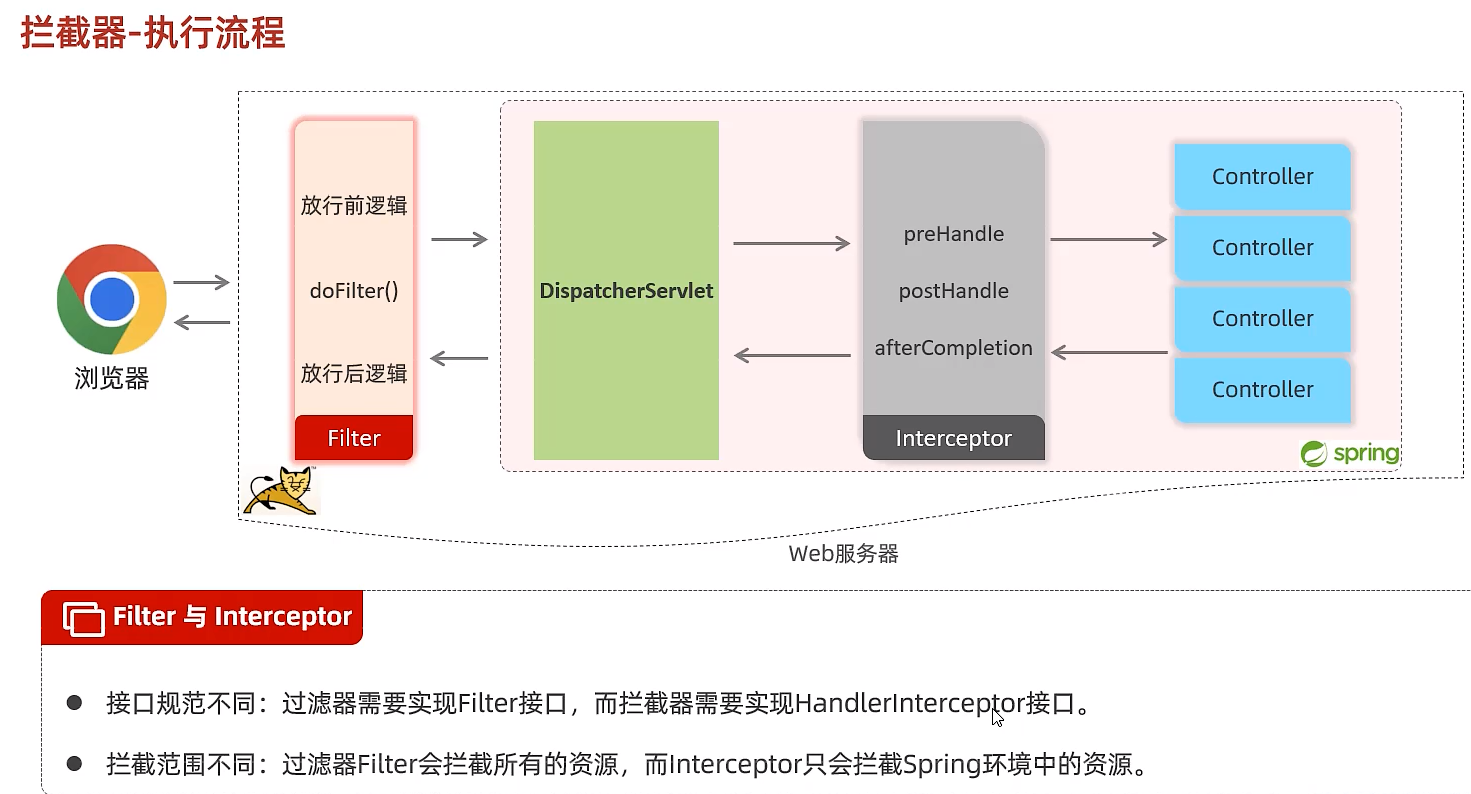 拦截器-执行流程
放行前逻辑
doFilter()
放行后逻辑
Filter
DispatcherServlet
preHandle
postHandle
afterCompletion
Interceptor
Controller
Controller
Controller
Controller
spring
浏览器
Web服务器
Filter 与 Interceptor
接口规范不同：过滤器需要实现Filter接口，而拦截器需要实现HandlerInterceptor接口。
拦截范围不同：过滤器Filter会拦截所有的资源，而Interceptor只会拦截Spring环境中的资源。